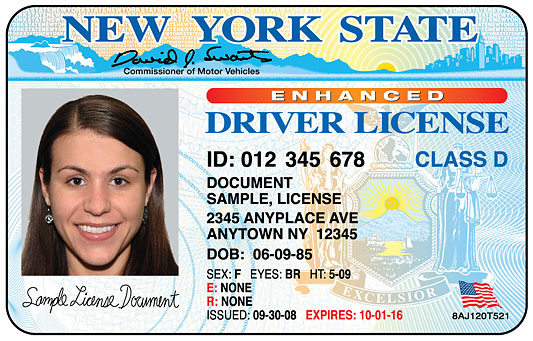 NEW YORK STATE
David J. Swarts
Commissioner of Motor Vehicles
ENHANCED
DRIVER LICENSE
ID: 012 345 678 CLASS D
DOCUMENT
SAMPLE, LICENSE
2345 ANYPLACE AVE
ANYTOWN NY 12345
DOB: 06-09-85
SEX: F EYES: BR HT: 5-09
E: NONE
R: NONE
ISSUED: 09-30-08 EXPIRES: 10-01-16
Sample License Document
EXCELSIOR
8AJ120T521